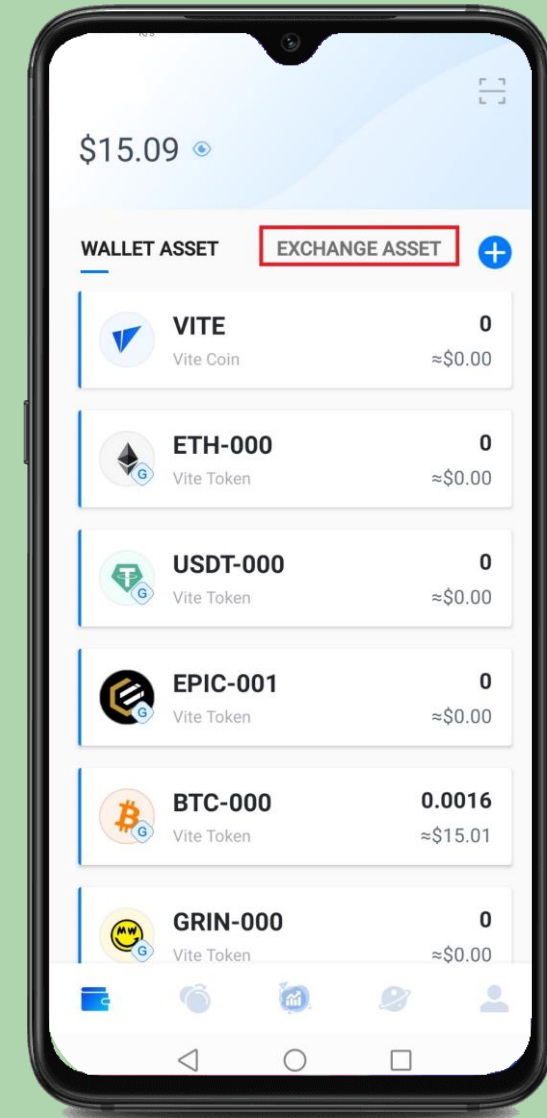 $15.09
WALLET ASSET EXCHANGE ASSET
VITE 0
Vite Coin ≈$0.00
ETH-000 0
G
Vite Token ≈$0.00
USDT-000 0
G
Vite Token ≈$0.00
EPIC-001 0
G
Vite Token ≈$0.00
BTC-000 0.0016
G
Vite Token ≈$15.01
GRIN-000 0
MW
G
Vite Token ≈$0.00